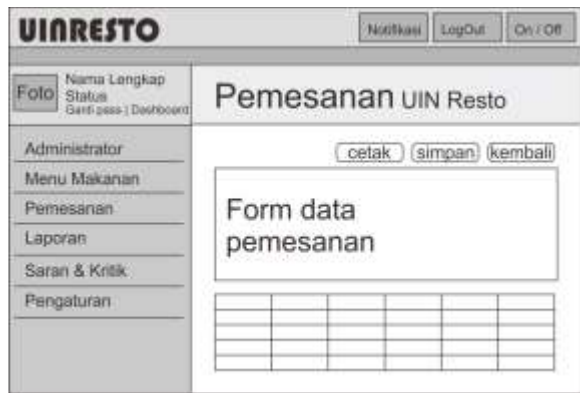 UINRESTO
Notifikasi LogOut On / Off
Foto
Nama Lengkap
Status
Ganti pass | Dashboard
Pemesanan UIN Resto
Administrator
Menu Makanan
Pemesanan
Laporan
Saran & Kritik
Pengaturan
cetak simpan kembali
Form data
pemesanan